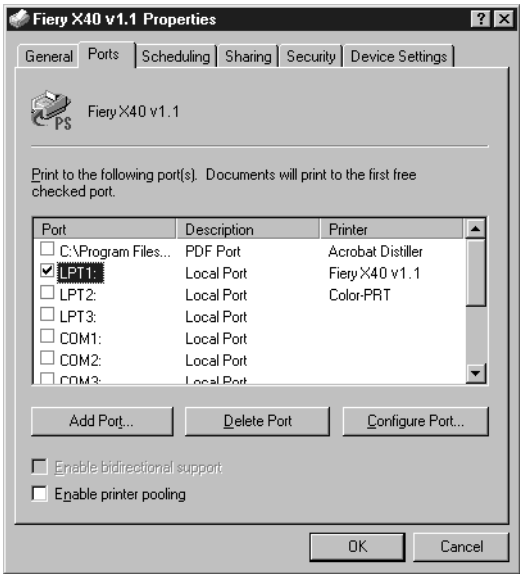 Fiery X40 v1.1 Properties
General Ports Scheduling Sharing Security Device Settings
PS
Fiery X40 v1.1
Print to the following port(s). Documents will print to the first free
checked port.
Port Description Printer
C:\Program Files... PDF Port Acrobat Distiller
LPT1: Local Port Fiery X40 v1.1
LPT2: Local Port Color-PRT
LPT3: Local Port
COM1: Local Port
COM2: Local Port
COM3: Local Port
Add Port... Delete Port Configure Port...
Enable bidirectional support
Enable printer pooling
OK Cancel